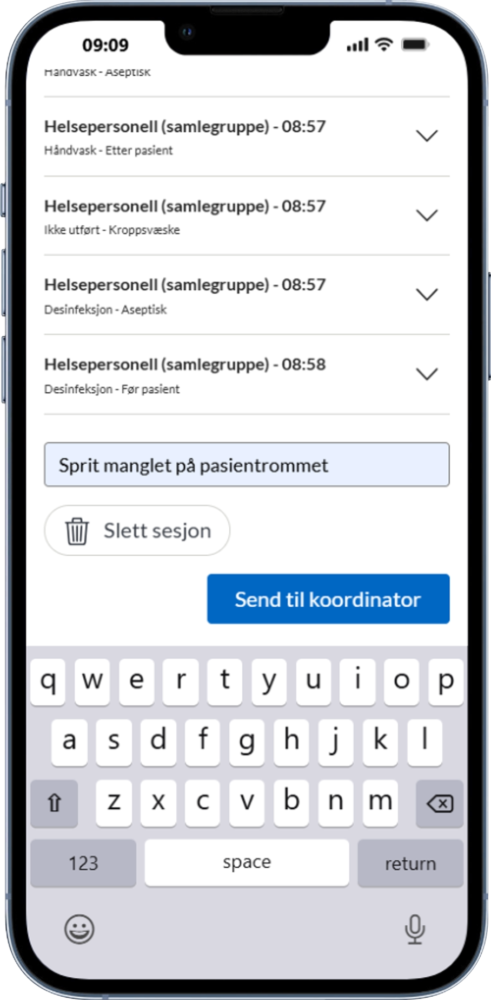 09:09
Håndvask - Aseptisk
Helsepersonell (samlegruppe) - 08:57
Håndvask - Etter pasient
Helsepersonell (samlegruppe) - 08:57
Ikke utført - Kroppsvæske
Helsepersonell (samlegruppe) - 08:57
Desinfeksjon - Aseptisk
Helsepersonell (samlegruppe) - 08:58
Desinfeksjon - Før pasient
Sprit manglet på pasientrommet
Slett sesjon
Send til koordinator
q w e r t y u i o p
a s d f g h j k l
z x c v b n m
123 space return